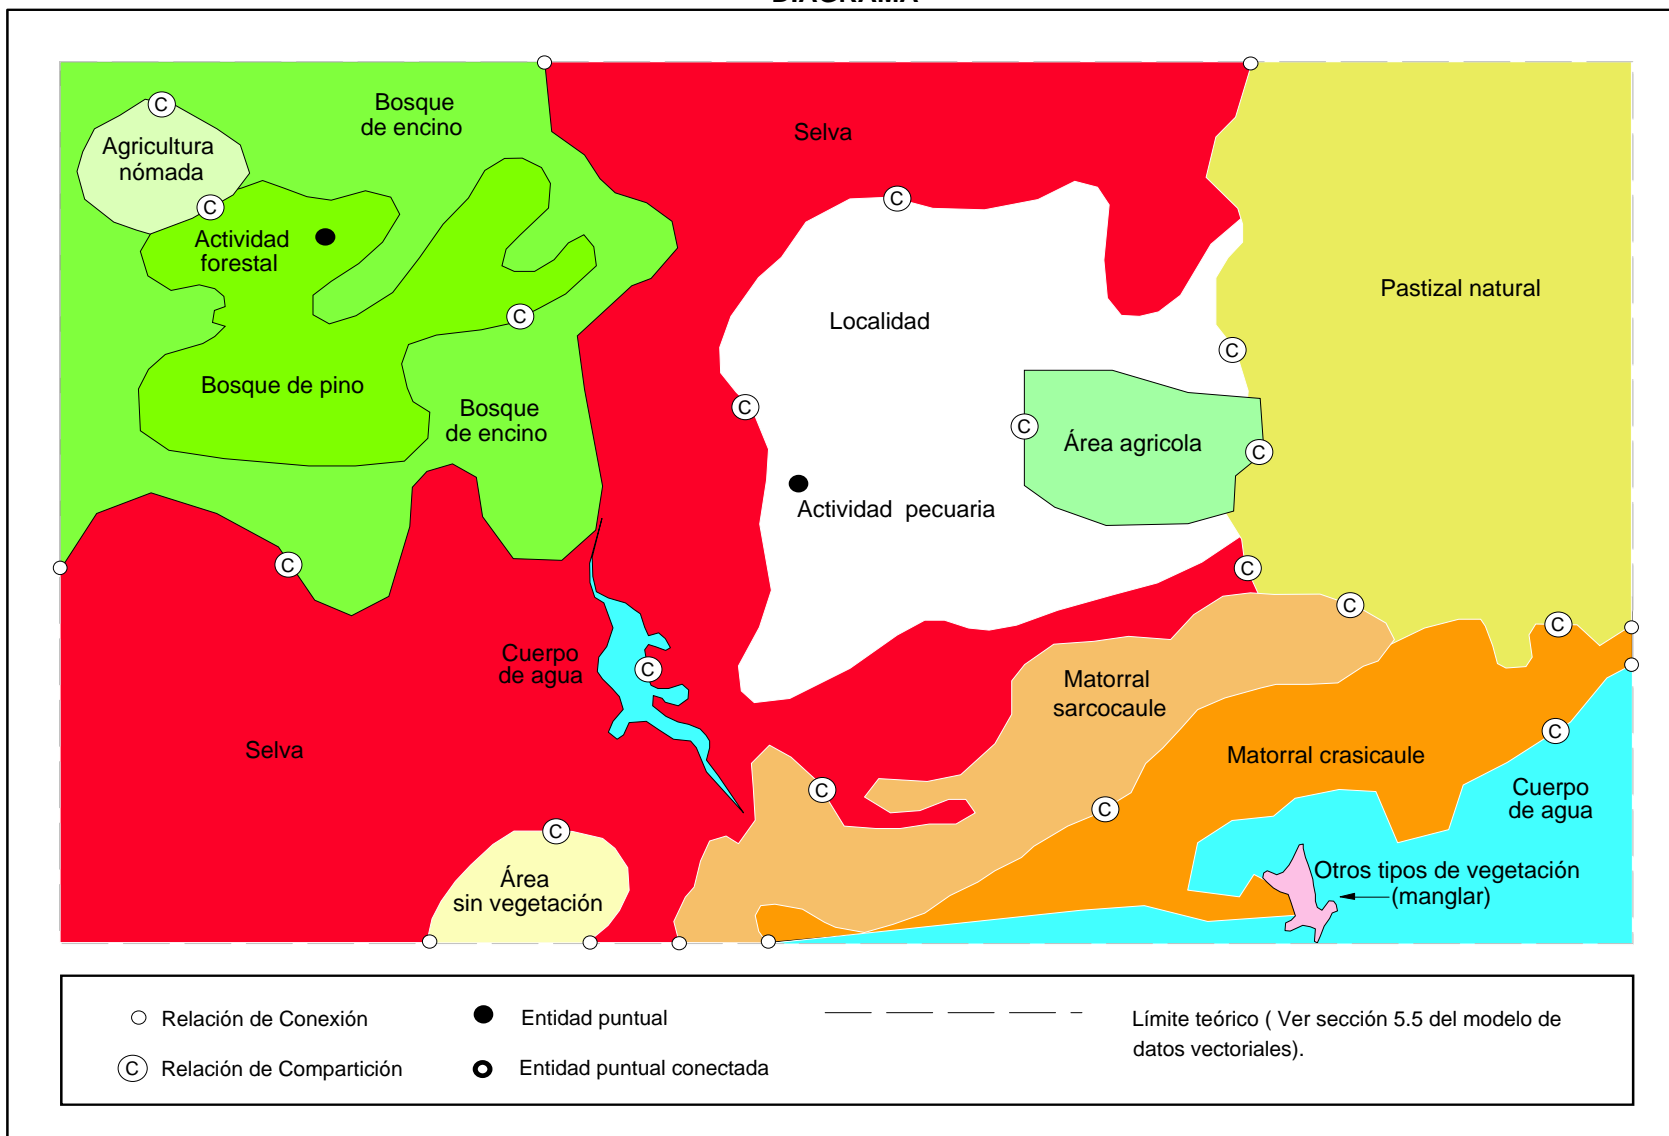 DIAGRAMA
Bosque
de encino
Selva
C
Agricultura
nómada
C
C
Actividad
forestal
Pastizal natural
Localidad
C
C
Bosque de pino
C
Bosque
de encino
C
Área agricola
C
Actividad pecuaria
C
C
C
C
Cuerpo
de agua
C
Matorral
sarcocaule
Selva
Matorral crasicaule
C
Cuerpo
de agua
C
C
C
Área
sin vegetación
Otros tipos de vegetación
(manglar)
Relación de Conexión
Entidad puntual
Límite teórico ( Ver sección 5.5 del modelo de
datos vectoriales).
C Relación de Compartición
Entidad puntual conectada